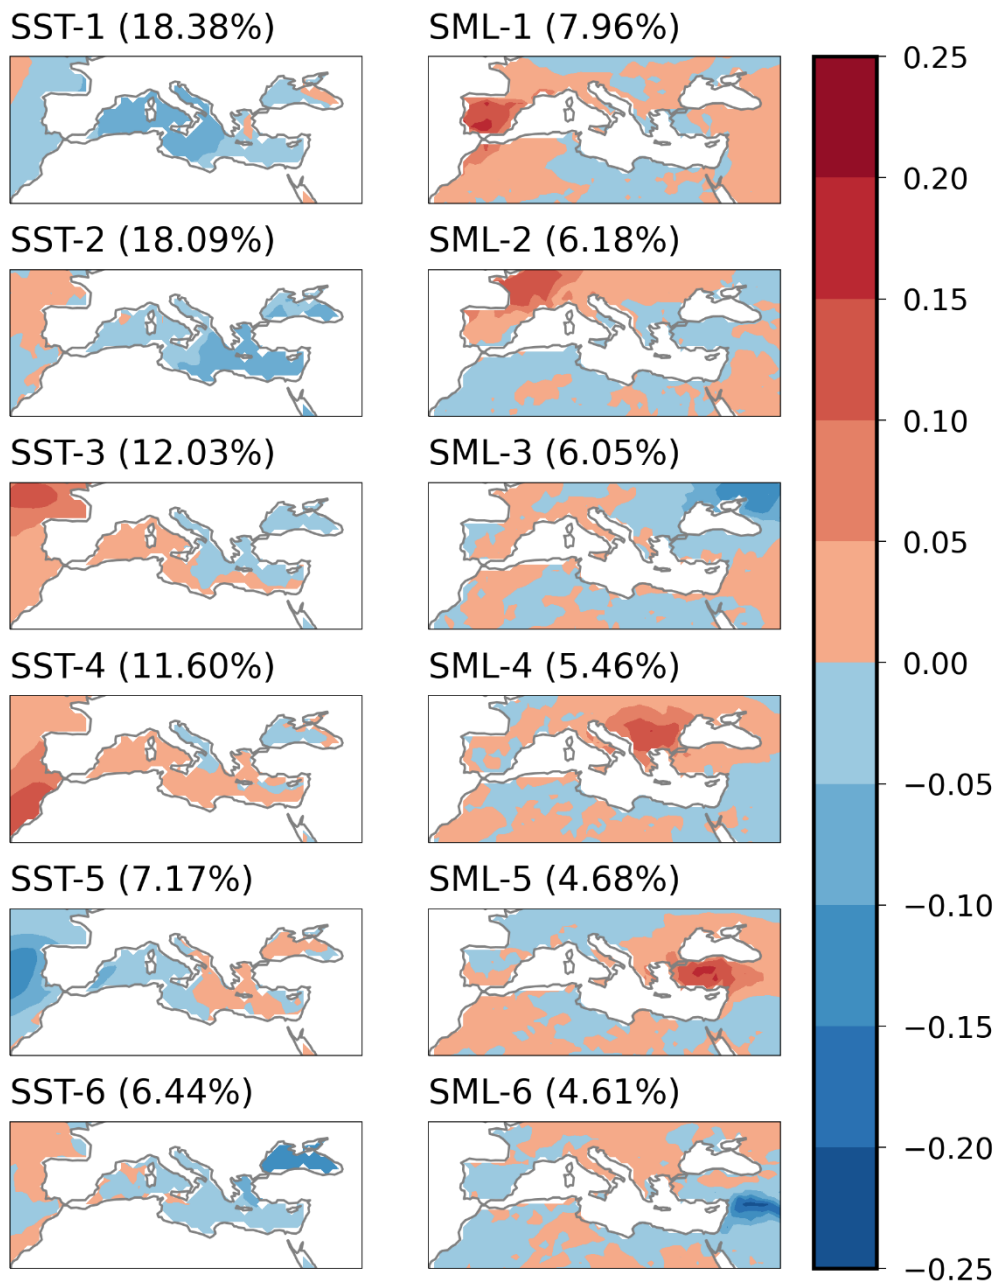 SST-1 (18.38%)
SML-1 (7.96%)
SST-2 (18.09%)
SML-2 (6.18%)
SST-3 (12.03%)
SML-3 (6.05%)
SST-4 (11.60%)
SML-4 (5.46%)
SST-5 (7.17%)
SML-5 (4.68%)
SST-6 (6.44%)
SML-6 (4.61%)
0.25
0.20
0.15
0.10
0.05
0.00
−0.05
−0.10
−0.15
−0.20
−0.25